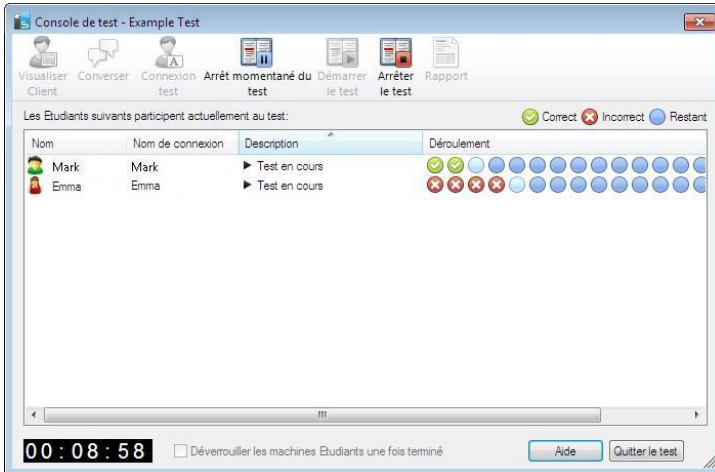 Console de test - Example Test
Visualiser Client
Converser
Connexion test
Arrêt momentané du test
Démarrer le test
Arrêter le test
Rapport
Les Etudiants suivants participent actuellement au test:
Correct Incorrect Restant
Nom Nom de connexion Description Déroulement
Mark Mark Test en cours
Emma Emma Test en cours
00:08:58 Déverrouiller les machines Etudiants une fois terminé Aide Quitter le test